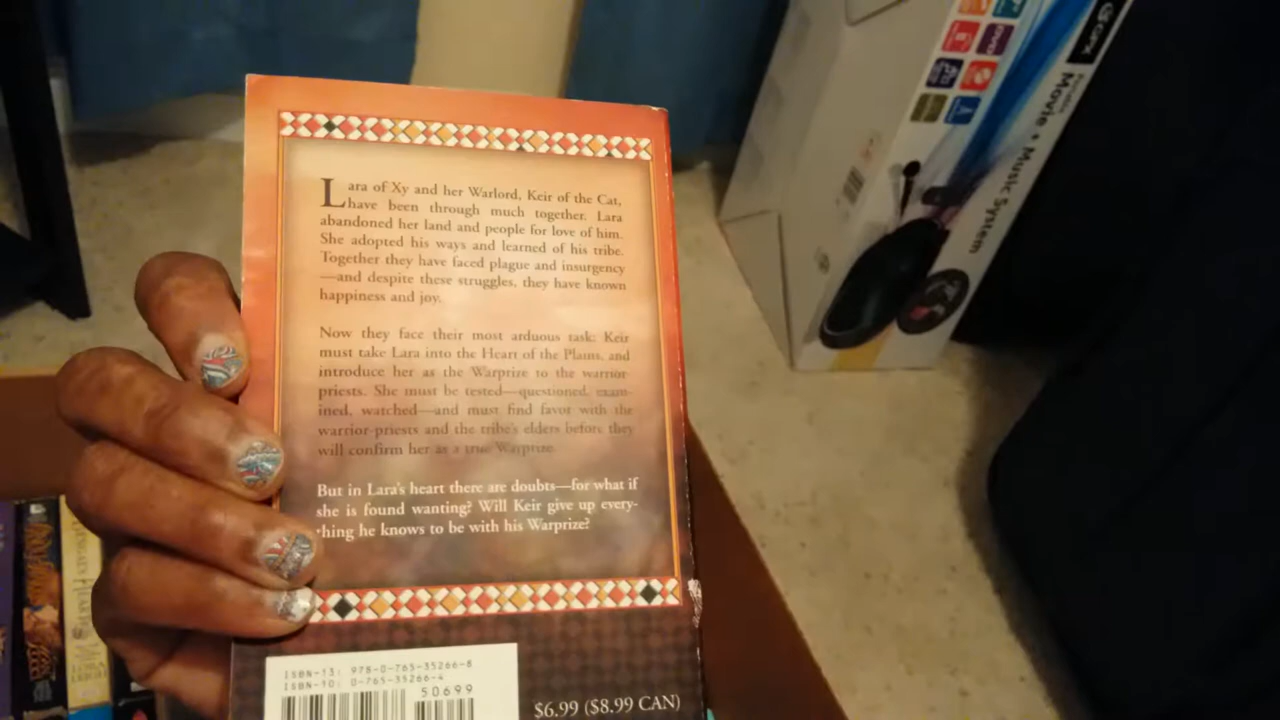 Lara of Xy and her Warlord, Keir of the Cat,
have been through much together. Lara
abandoned her land and people for love of him.
She adopted his ways and learned of his tribe.
Together they have faced plague and insurgency
—and despite these struggles, they have known
happiness and joy.
Now they face their most arduous task: Keir
must take Lara into the Heart of the Plains, and
introduce her as the Warprize to the warrior-
priests. She must be tested—questioned, exam-
ined, watched—and must find favor with the
warrior-priests and the tribe's elders before they
will confirm her as a true Warprize.
But in Lara's heart there are doubts—for what if
she is found wanting? Will Keir give up every-
thing he knows to be with his Warprize?
ISBN-13: 978-0-765-35266-8
ISBN-10: 0-765-35266-4
50699
$6.99 ($8.99 CAN)
GPX
Movie + Music System
DVD